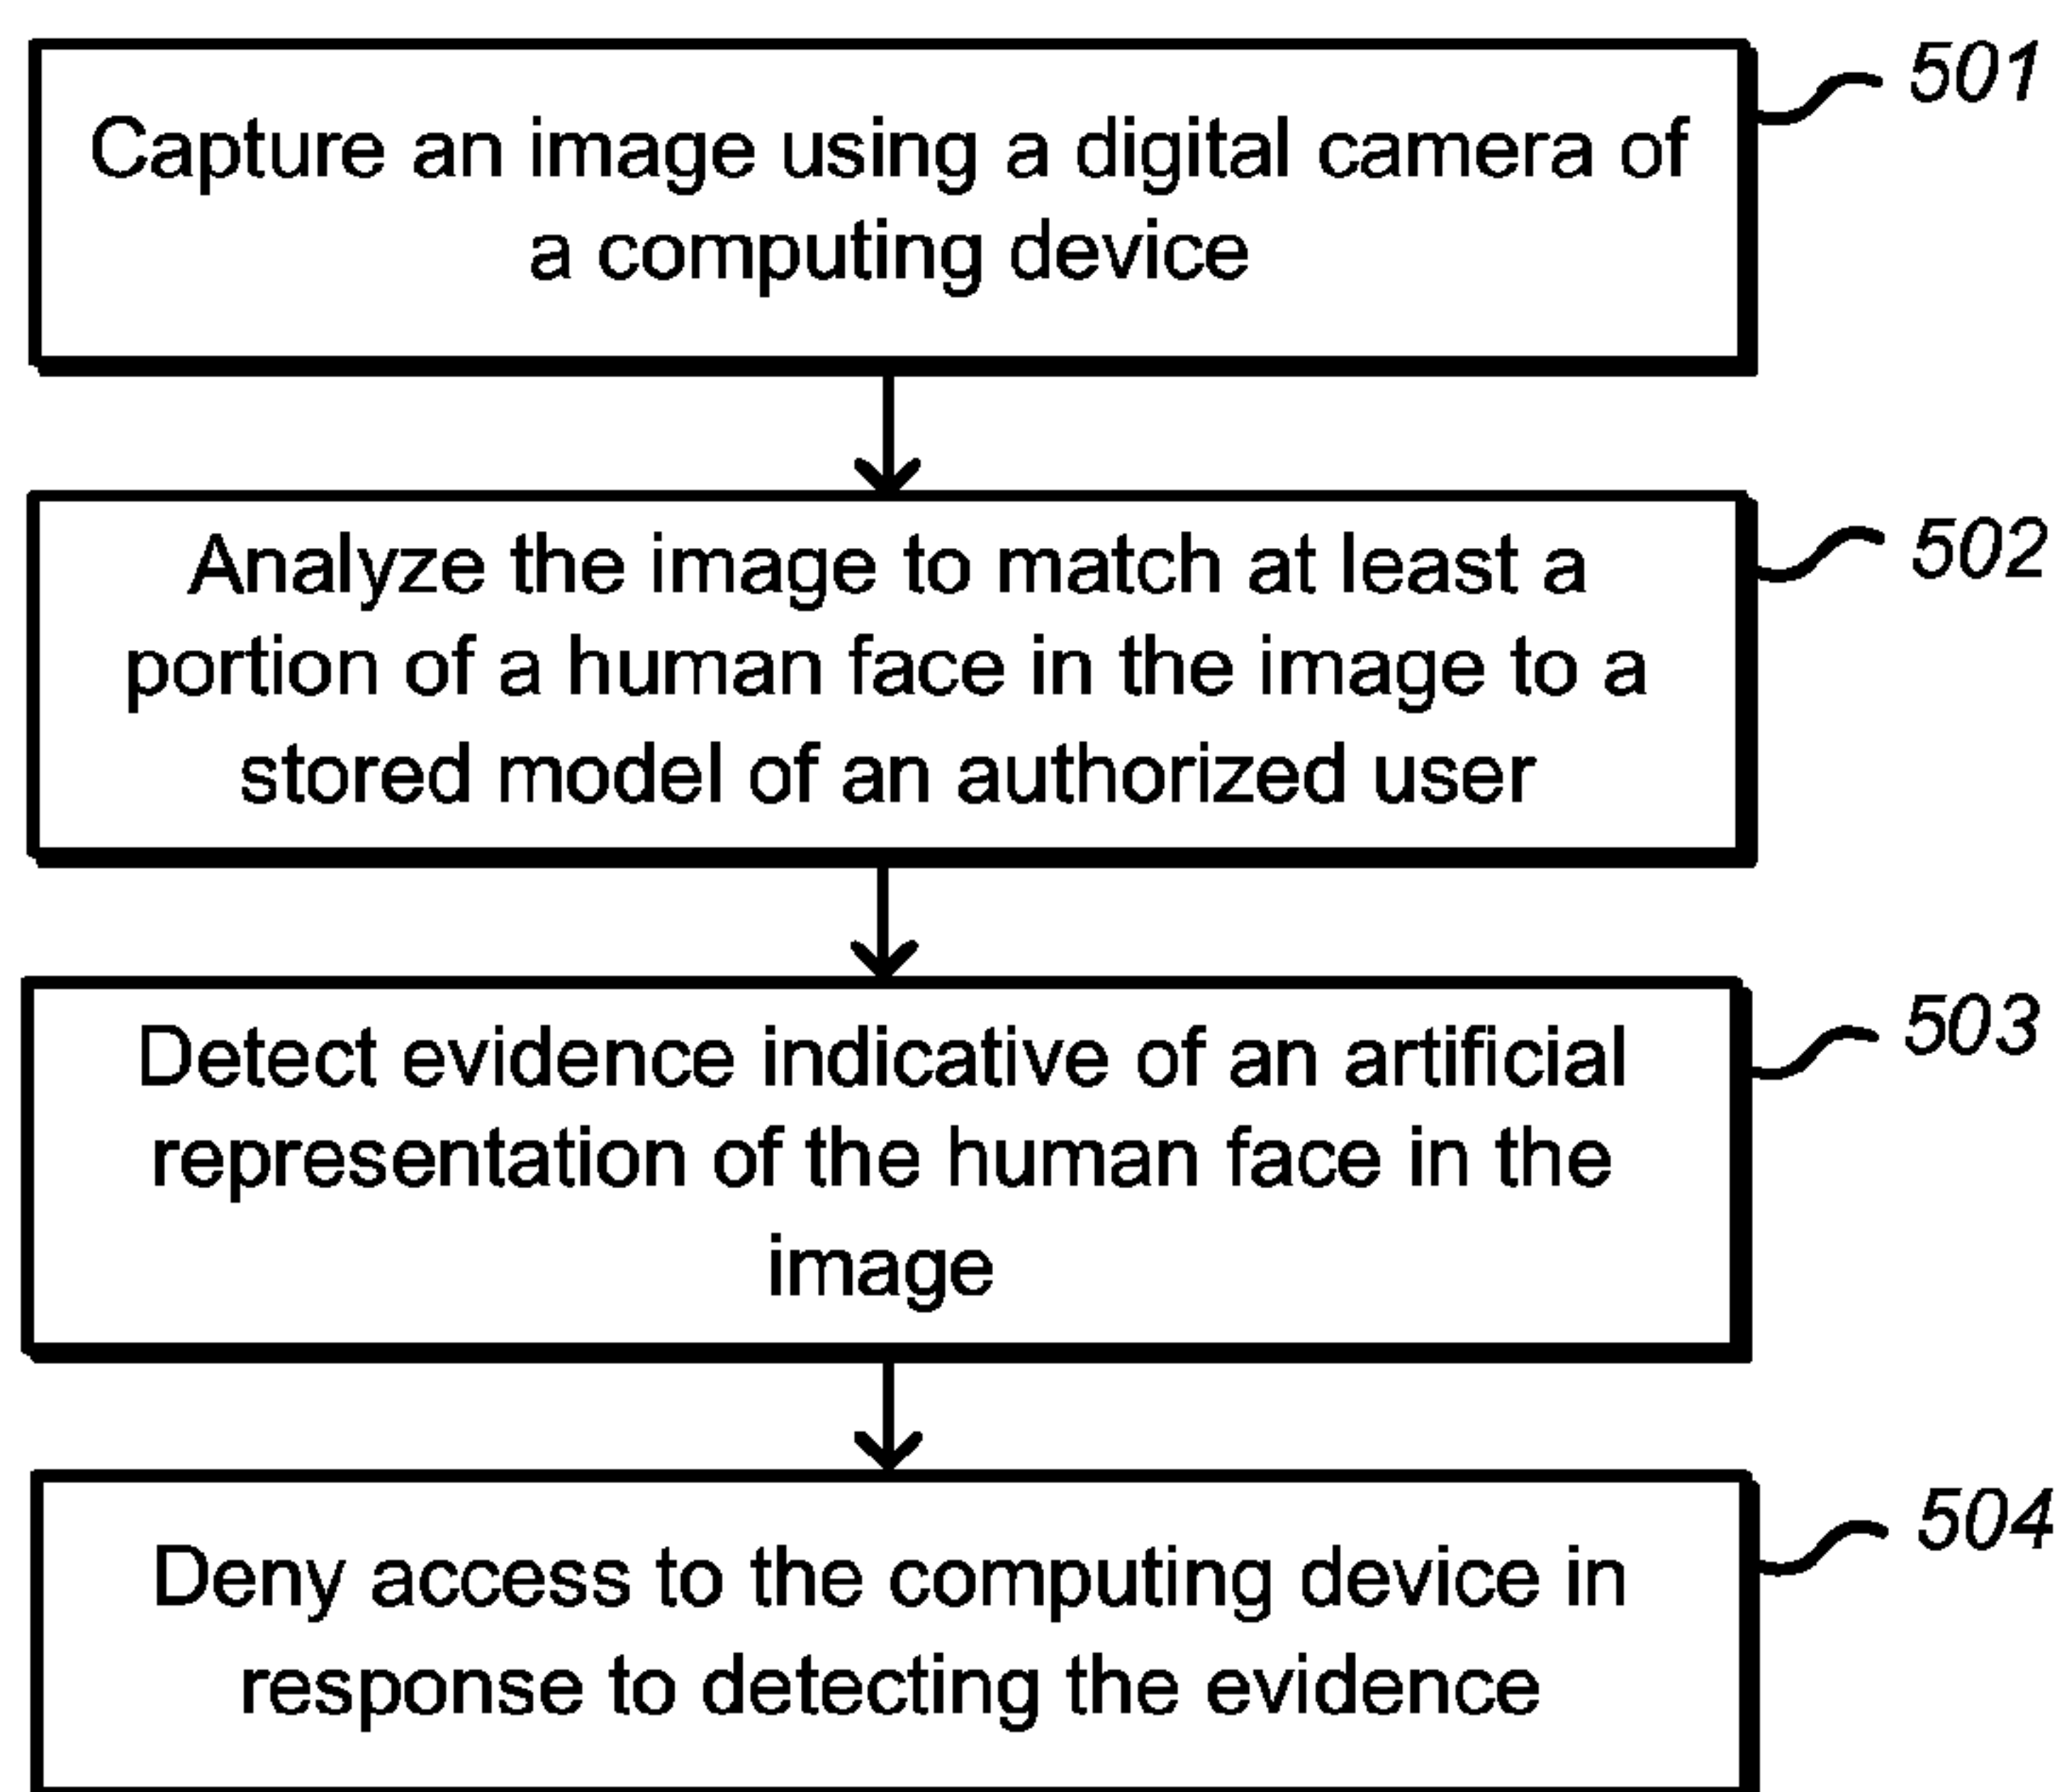 501
Capture an image using a digital camera of
a computing device
502
Analyze the image to match at least a
portion of a human face in the image to a
stored model of an authorized user
503
Detect evidence indicative of an artificial
representation of the human face in the
image
504
Deny access to the computing device in
response to detecting the evidence